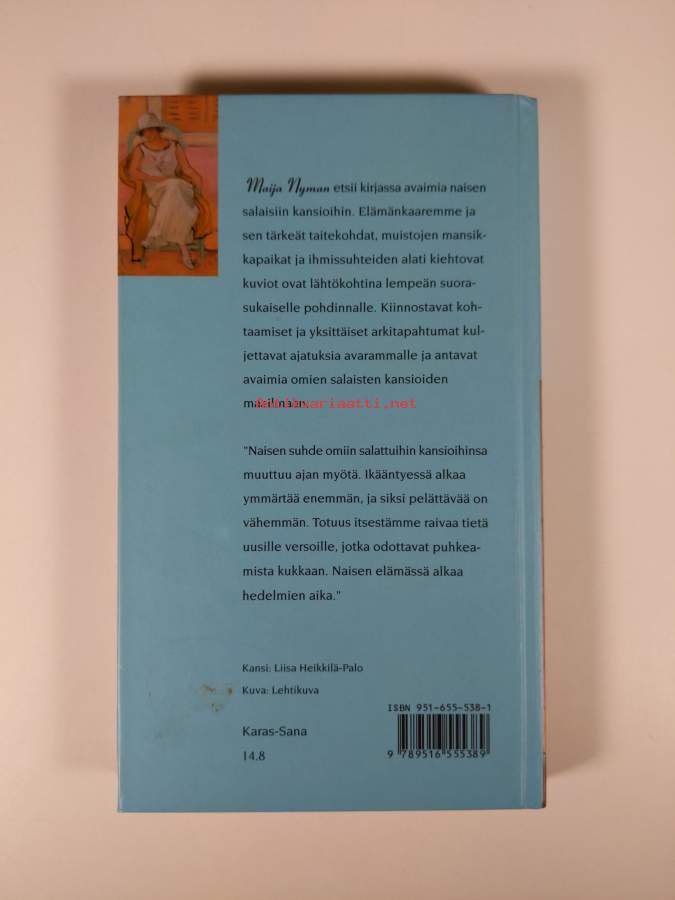 Maija Nyman etsii kirjassa avaimia naisen
salaisiin kansioihin. Elämänkaaremme ja
sen tärkeät taitekohdat, muistojen mansik-
kapaikat ja ihmissuhteiden alati kiehtovat
kuviot ovat lähtökohtina lempeän suora-
sukaiselle pohdinnalle. Kiinnostavat koh-
taamiset ja yksittäiset arkitapahtumat kul-
jettavat ajatuksia avarammalle ja antavat
avaimia omien salaisten kansioiden
maailmaan.
Antikvariaatti.net
"Naisen suhde omiin salattuihin kansioihinsa
muuttuu ajan myötä. Ikääntyessä alkaa
ymmärtää enemmän, ja siksi pelättävää on
vähemmän. Totuus itsestämme raivaa tietä
uusille versoille, jotka odottavat puhkea-
mista kukkaan. Naisen elämässä alkaa
hedelmien aika."
Kansi: Liisa Heikkilä-Palo
Kuva: Lehtikuva
Karas-Sana
14.8
ISBN 951-655-538-1
9 789516 555389